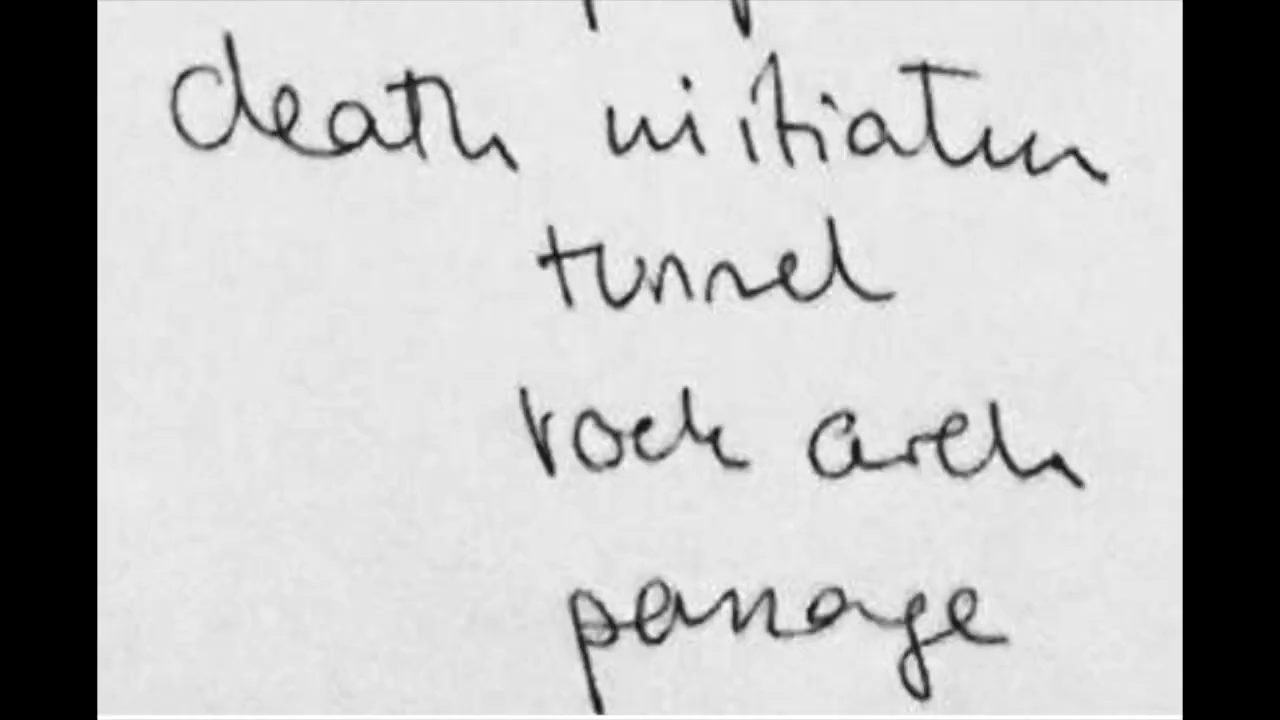 death initiation
tunnel
rock arch
passage